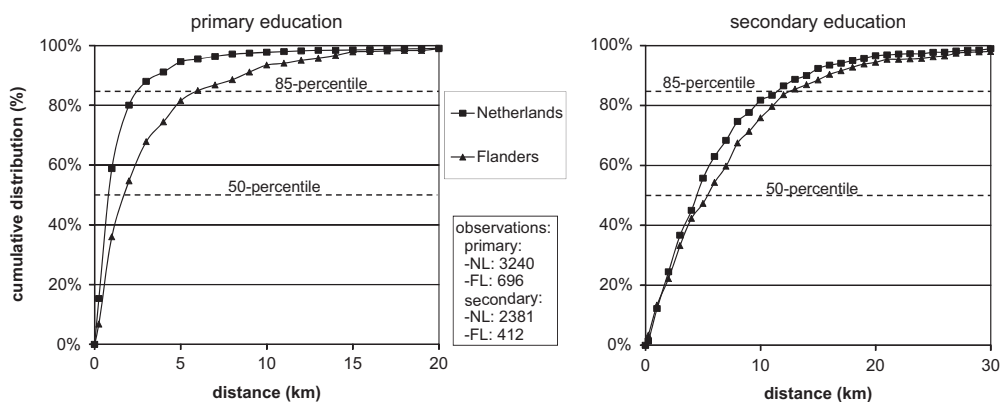 primary education
100%
80%
60%
40%
20%
0%
cumulative distribution (%)
85-percentile
50-percentile
0 5 10 15 20
distance (km)
Netherlands
Flanders
observations:
primary:
-NL: 3240
-FL: 696
secondary:
-NL: 2381
-FL: 412
secondary education
100%
80%
60%
40%
20%
0%
85-percentile
50-percentile
0 10 20 30
distance (km)